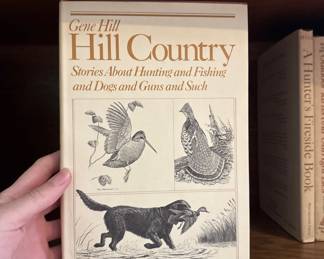 Gene Hill
Hill Country
Stories About Hunting and Fishing
and Dogs and Guns and Such
A Hunter's Fireside Book